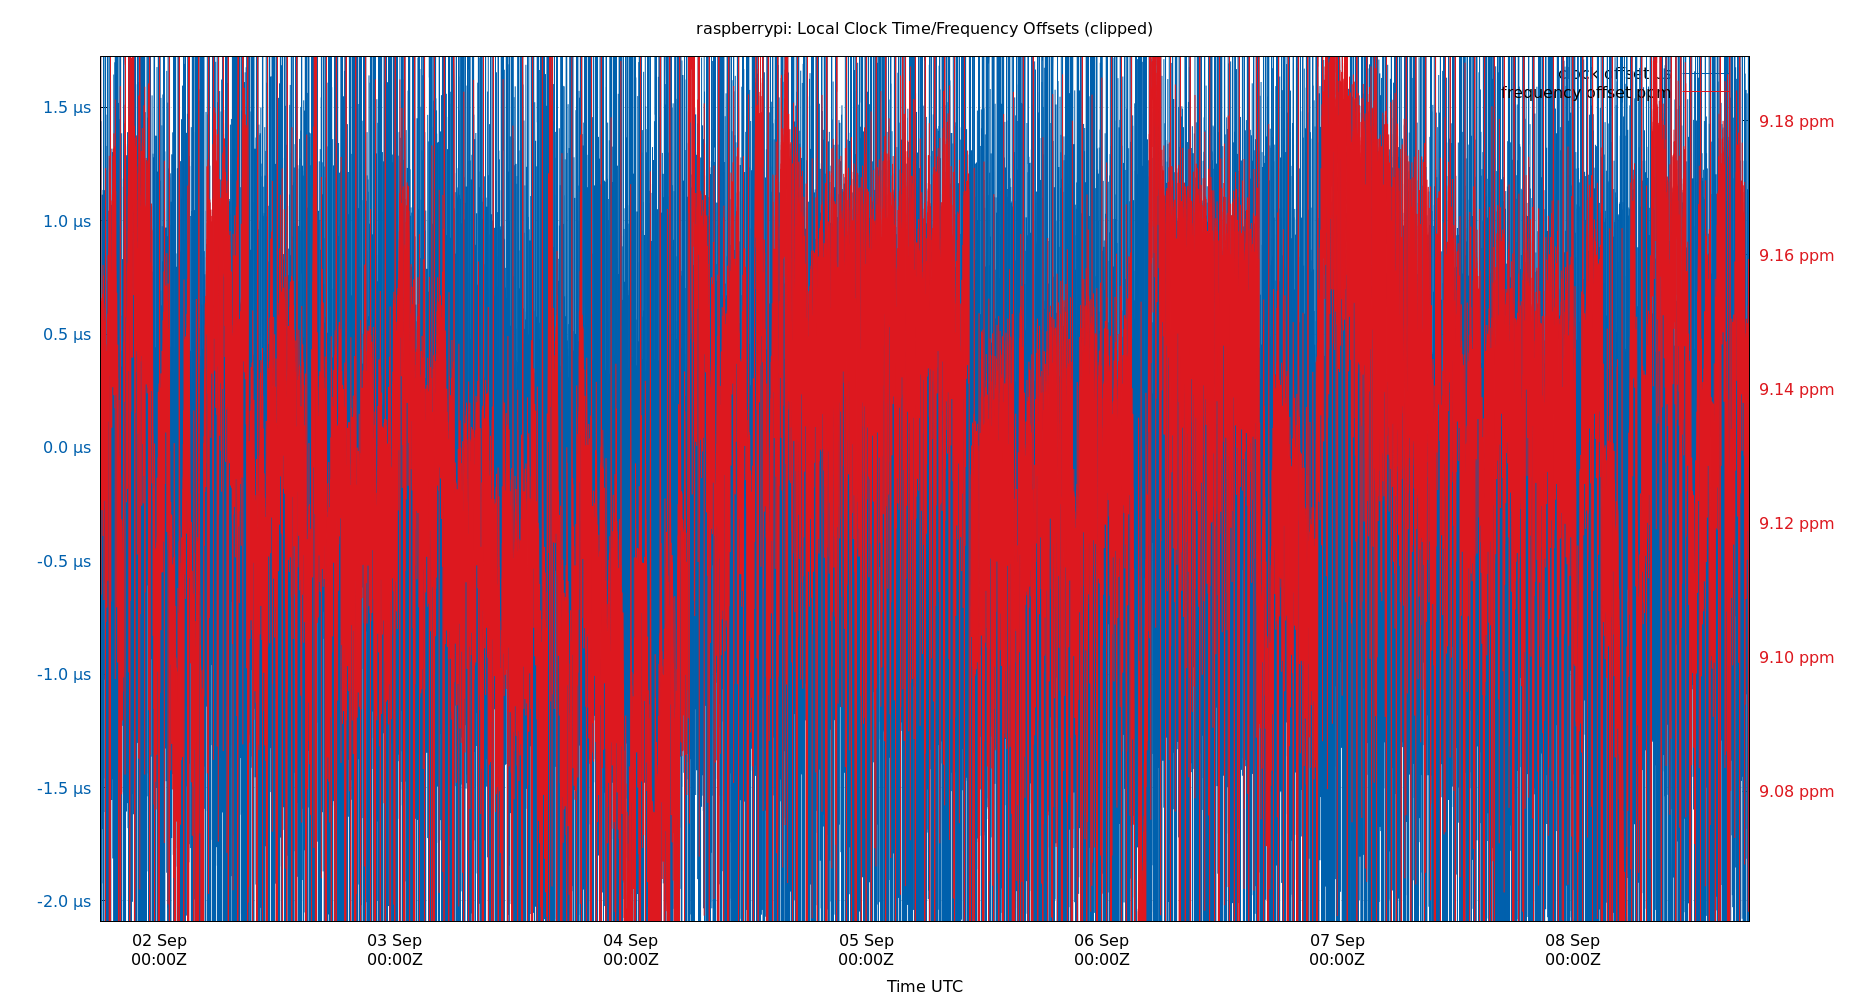 raspberrypi: Local Clock Time/Frequency Offsets (clipped)
clock offset µs
frequency offset ppm
1.5 µs
1.0 µs
0.5 µs
0.0 µs
-0.5 µs
-1.0 µs
-1.5 µs
-2.0 µs
9.18 ppm
9.16 ppm
9.14 ppm
9.12 ppm
9.10 ppm
9.08 ppm
02 Sep 03 Sep 04 Sep 05 Sep 06 Sep 07 Sep 08 Sep
00:00Z 00:00Z 00:00Z 00:00Z 00:00Z 00:00Z 00:00Z
Time UTC